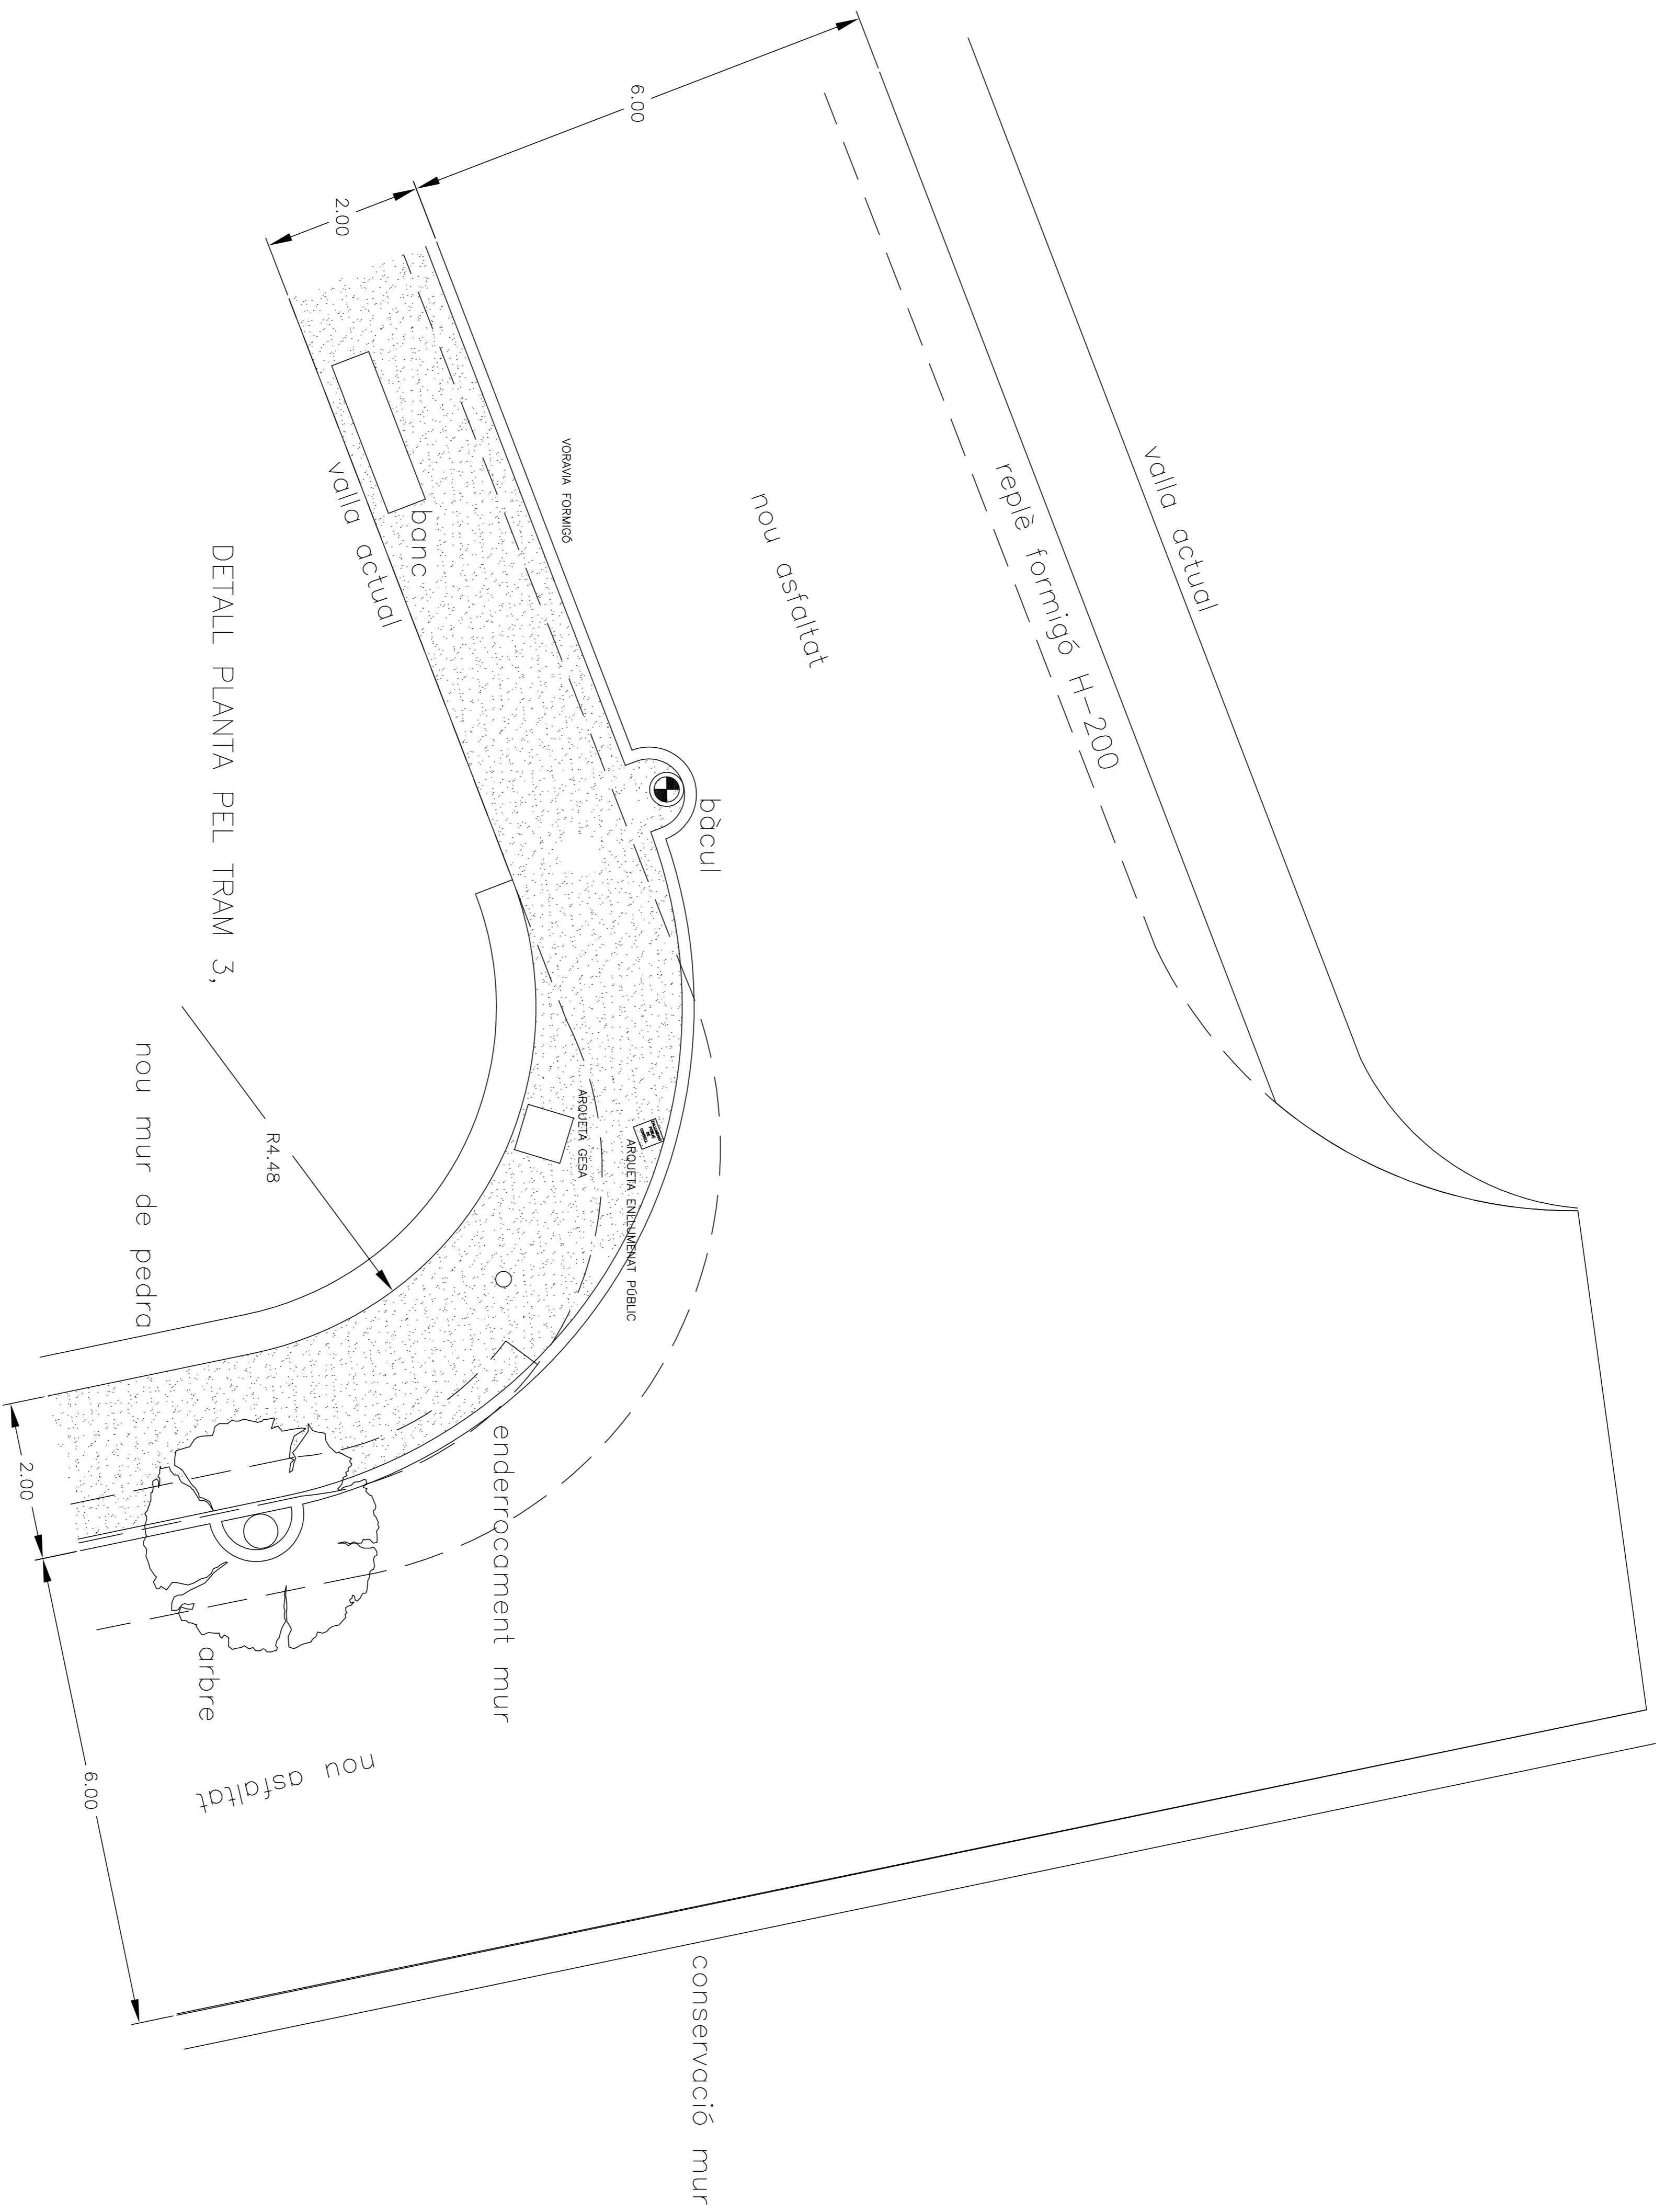 valla actual
replè formigó H-200
nou asfaltat
6.00
2.00
VORAVIA FORMIGÓ
banc
valla actual
bàcul
DETALL PLANTA PEL TRAM 3,
R4.48
nou mur de pedra
ARQUETA GESA
ARQUETA ENLLUMENAT PÚBLIC
enderrocament mur
arbre
nou asfaltat
2.00
6.00
conservació mur